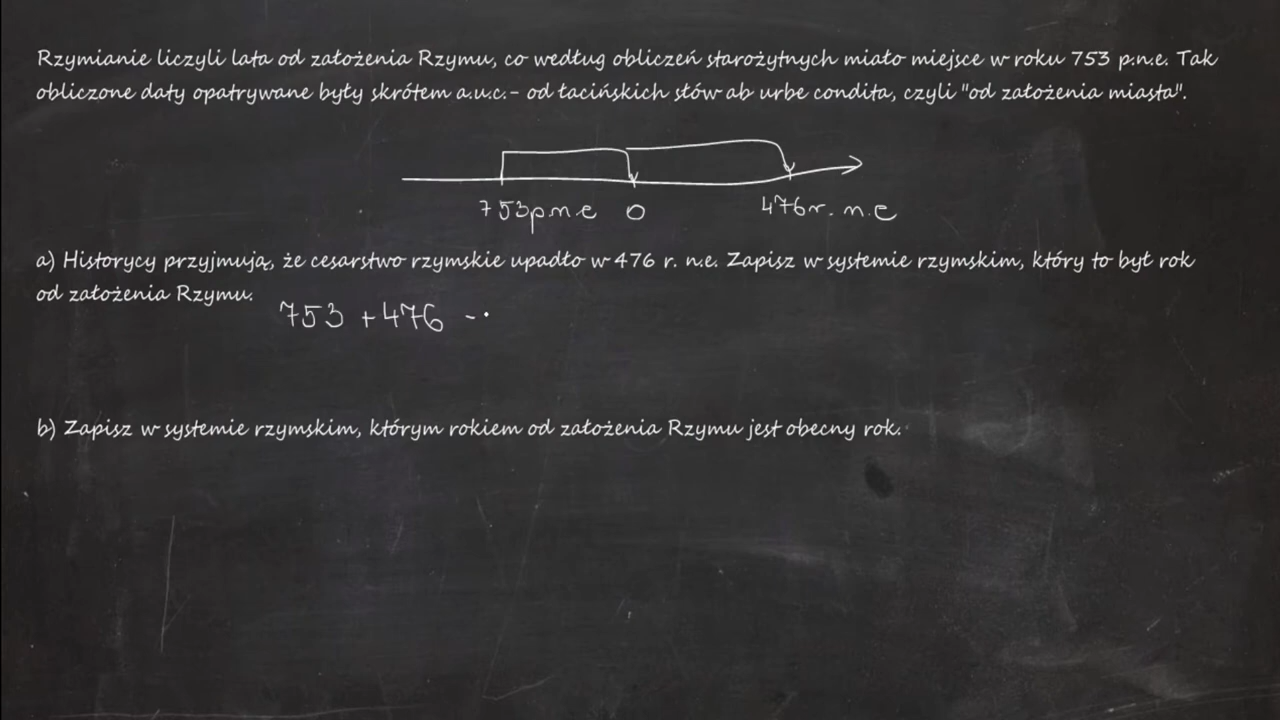 Rzymianie liczyli lata od założenia Rzymu, co według obliczeń starożytnych miało miejsce w roku 753 p.n.e. Tak
obliczone daty opatrywane były skrótem a.u.c.- od łacińskich słów ab urbe condita, czyli "od założenia miasta".
753p.n.e 0 476r. n.e
a) Historycy przyjmują, że cesarstwo rzymskie upadło w 476 r. n.e. Zapisz w systemie rzymskim, który to był rok
od założenia Rzymu.
753 + 476 -
b) Zapisz w systemie rzymskim, którym rokiem od założenia Rzymu jest obecny rok.